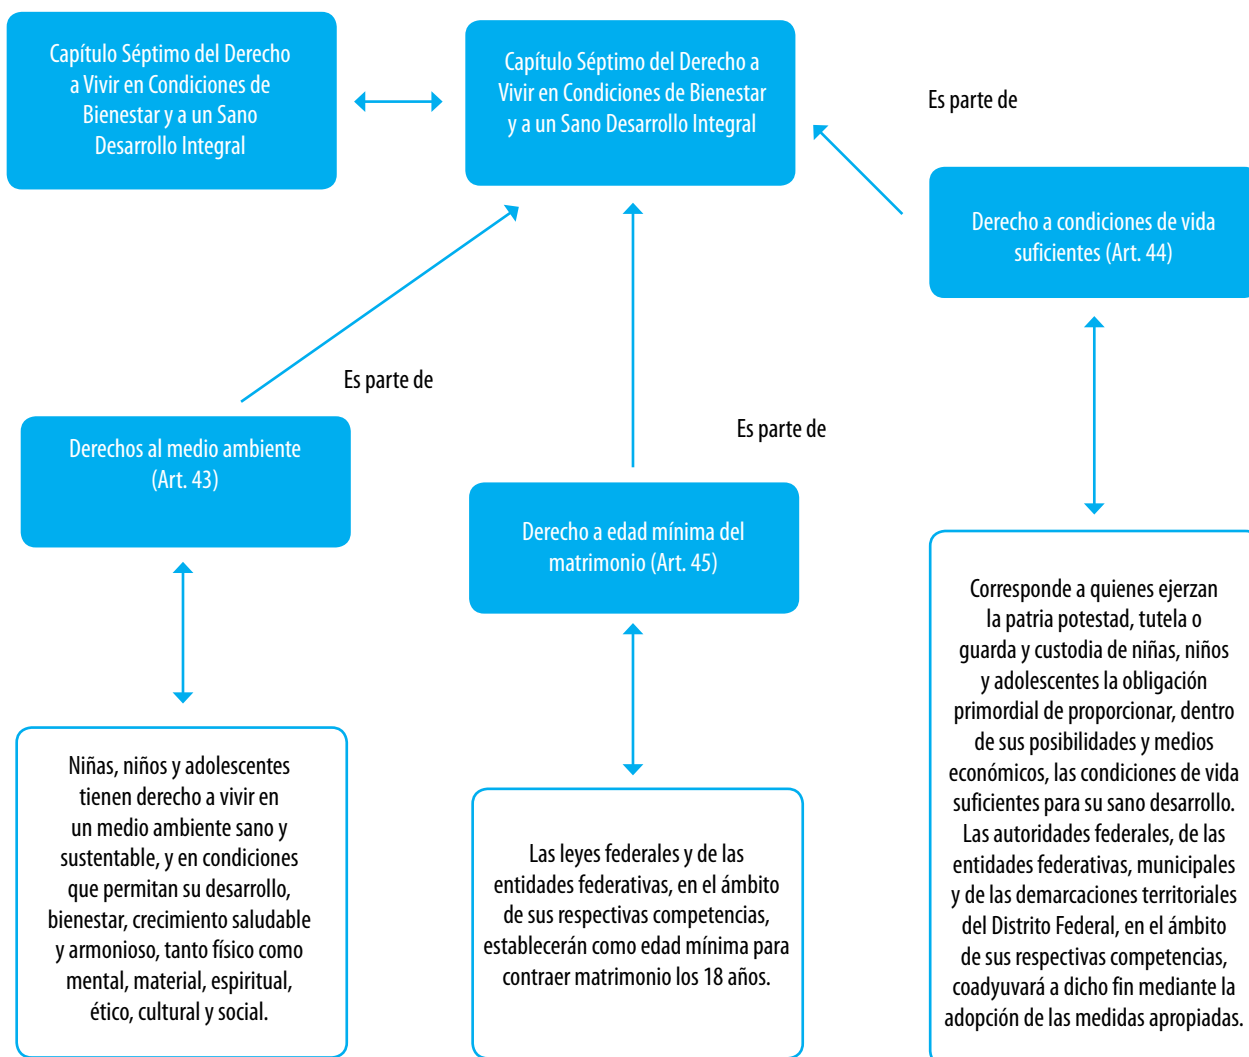 Capítulo Séptimo del Derecho
a Vivir en Condiciones de
Bienestar y a un Sano
Desarrollo Integral
Capítulo Séptimo del Derecho a
Vivir en Condiciones de Bienestar
y a un Sano Desarrollo Integral
Es parte de
Derecho a condiciones de vida
suficientes (Art. 44)
Es parte de
Es parte de
Derechos al medio ambiente
(Art. 43)
Derecho a edad mínima del
matrimonio (Art. 45)
Niñas, niños y adolescentes
tienen derecho a vivir en
un medio ambiente sano y
sustentable, y en condiciones
que permitan su desarrollo,
bienestar, crecimiento saludable
y armonioso, tanto físico como
mental, material, espiritual,
ético, cultural y social.
Las leyes federales y de las
entidades federativas, en el ámbito
de sus respectivas competencias,
establecerán como edad mínima para
contraer matrimonio los 18 años.
Corresponde a quienes ejerzan
la patria potestad, tutela o
guarda y custodia de niñas, niños
y adolescentes la obligación
primordial de proporcionar, dentro
de sus posibilidades y medios
económicos, las condiciones de vida
suficientes para su sano desarrollo.
Las autoridades federales, de las
entidades federativas, municipales
y de las demarcaciones territoriales
del Distrito Federal, en el ámbito
de sus respectivas competencias,
coadyuvará a dicho fin mediante la
adopción de las medidas apropiadas.